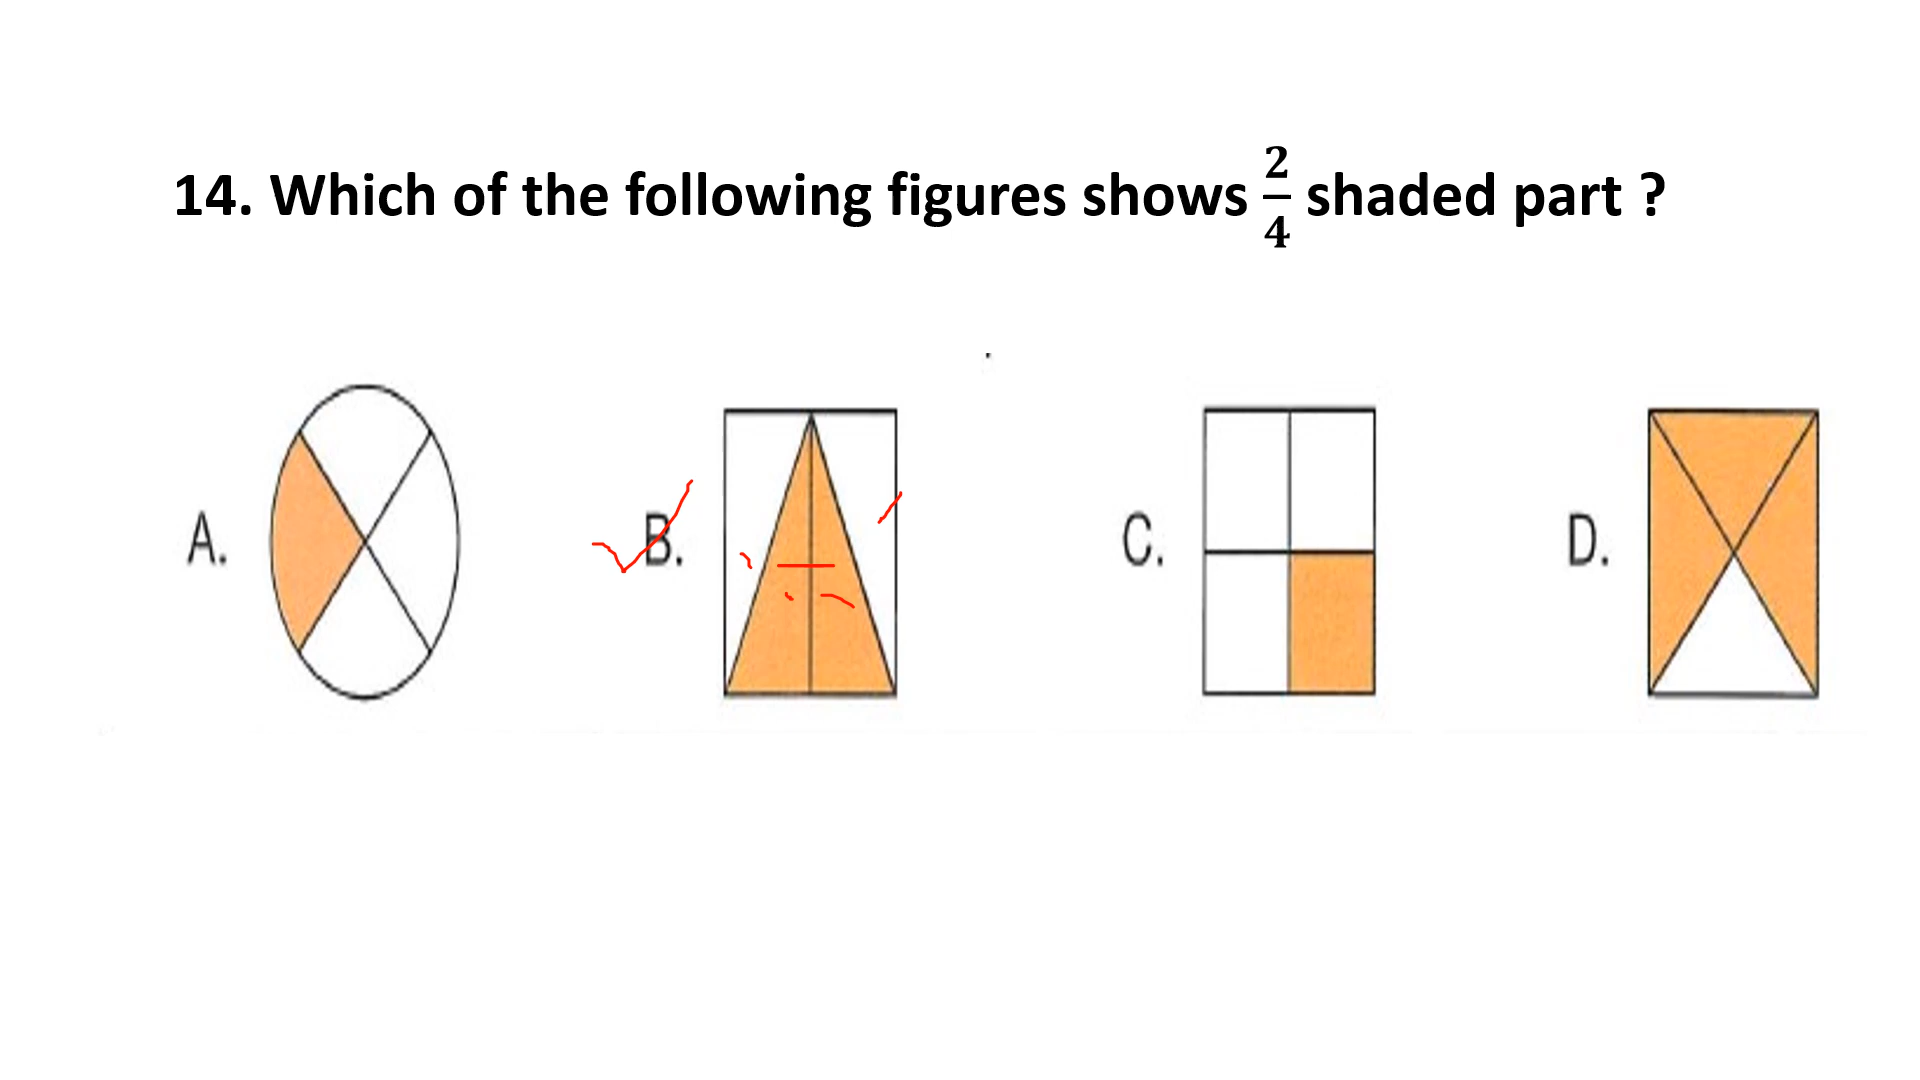 14. Which of the following figures shows 2/4 shaded part ?
A. B. C. D.